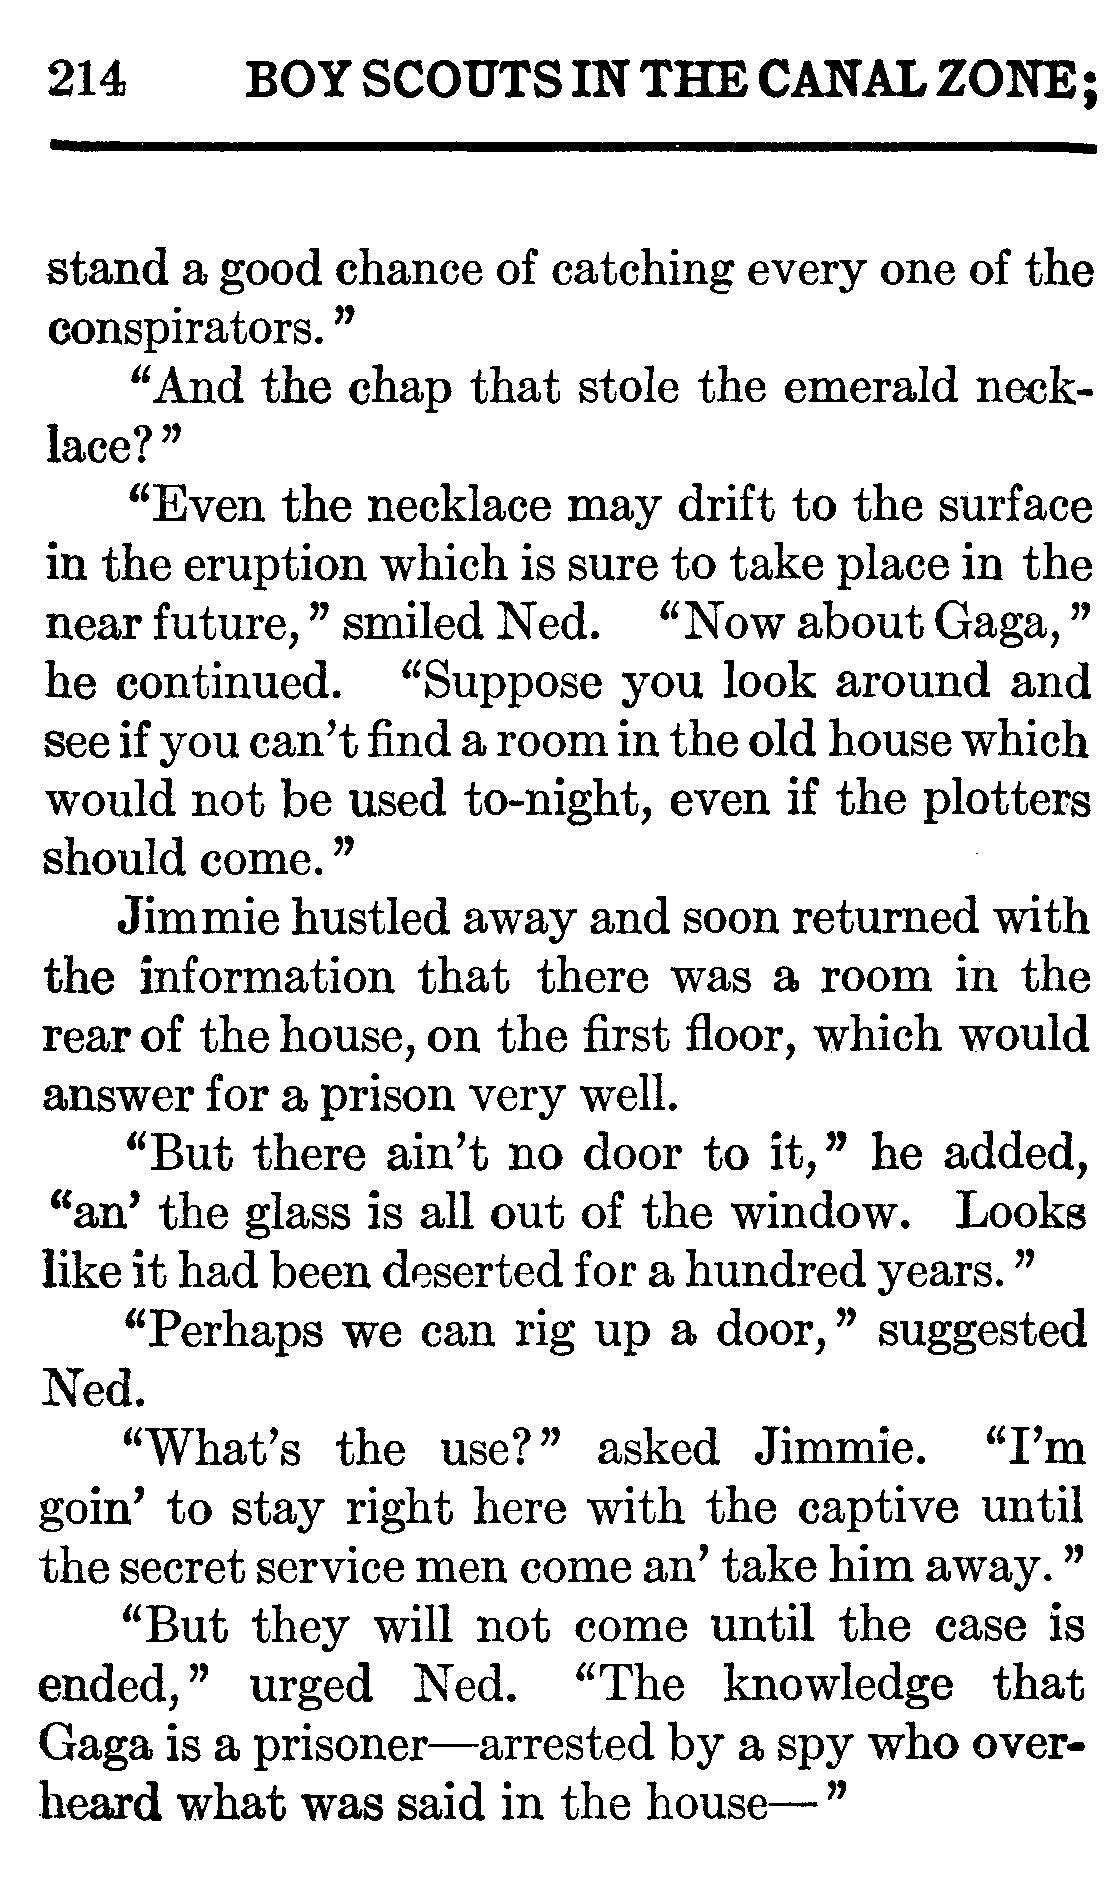 214 BOY SCOUTS IN THE CANAL ZONE;
stand a good chance of catching every one of the
conspirators.”
“And the chap that stole the emerald neck-
lace?”
“Even the necklace may drift to the surface
in the eruption which is sure to take place in the
near future,” smiled Ned. “Now about Gaga,”
he continued. “Suppose you look around and
see if you can’t find a room in the old house which
would not be used to-night, even if the plotters
should come.”
Jimmie hustled away and soon returned with
the information that there was a room in the
rear of the house, on the first floor, which would
answer for a prison very well.
“But there ain’t no door to it,” he added,
“an’ the glass is all out of the window. Looks
like it had been deserted for a hundred years.”
“Perhaps we can rig up a door,” suggested
Ned.
“What’s the use?” asked Jimmie. “I’m
goin’ to stay right here with the captive until
the secret service men come an’ take him away.”
“But they will not come until the case is
ended,” urged Ned. “The knowledge that
Gaga is a prisoner—arrested by a spy who over-
heard what was said in the house—”